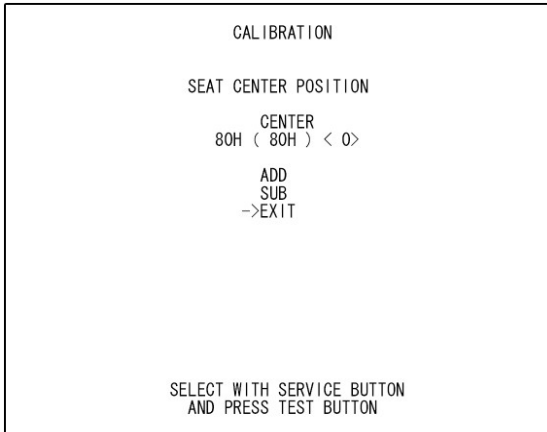 CALIBRATION
SEAT CENTER POSITION
CENTER
80H ( 80H ) < 0>
ADD
SUB
->EXIT
SELECT WITH SERVICE BUTTON
AND PRESS TEST BUTTON